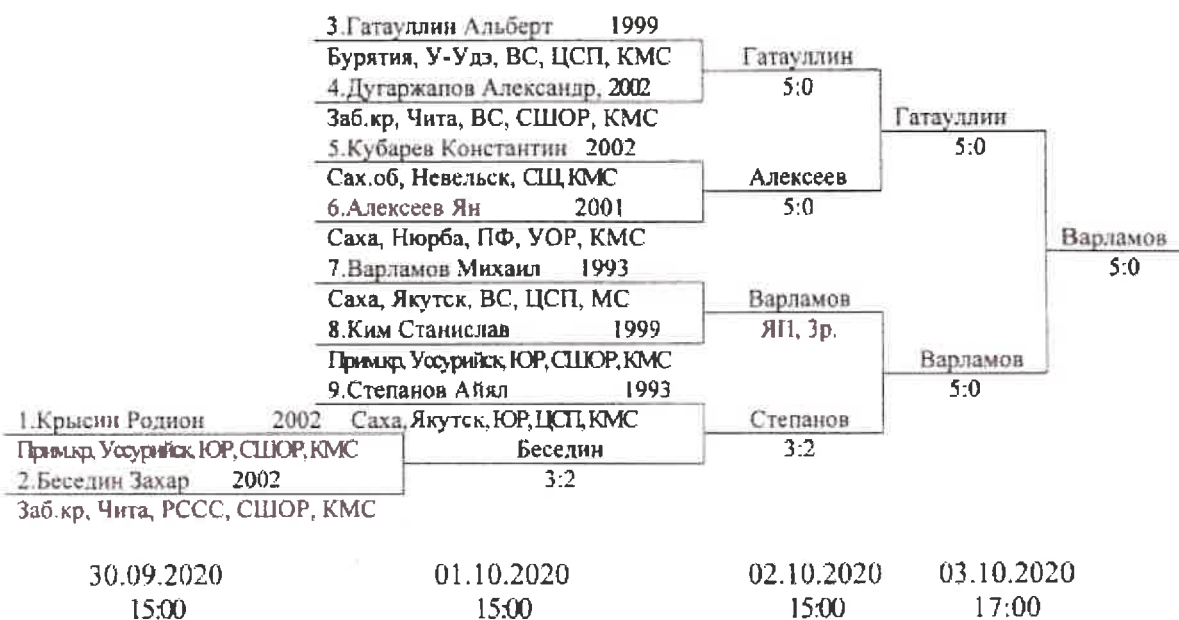 3.Гатауллин Альберт 1999
Бурятия, У-Удэ, ВС, ЦСП, КМС
Гатауллин
4.Дугаржапов Александр, 2002
5:0
Заб.кр, Чита, ВС, СШОР, КМС
Гатауллин
5.Кубарев Константин 2002
5:0
Сах.об, Невельск, СШ, КМС
Алексеев
6.Алексеев Ян 2001
5:0
Саха, Нюрба, ПФ, УОР, КМС
Варламов
7.Варламов Михаил 1993
5:0
Саха, Якутск, ВС, ЦСП, МС
Варламов
8.Ким Станислав 1999
ЯП, 3р.
Прим.кр, Уссурийск, ЮР, СШОР, КМС
Варламов
9.Степанов Айял 1993
5:0
1.Крысин Родион 2002
Саха, Якутск, ЮР, ЦСП, КМС
Степанов
Прим.кр, Уссурийск, ЮР, СШОР, КМС
Беседин
3:2
2.Беседин Захар 2002
3:2
Заб.кр, Чита, РССС, СШОР, КМС
30.09.2020 01.10.2020 02.10.2020 03.10.2020
15:00 15:00 15:00 17:00